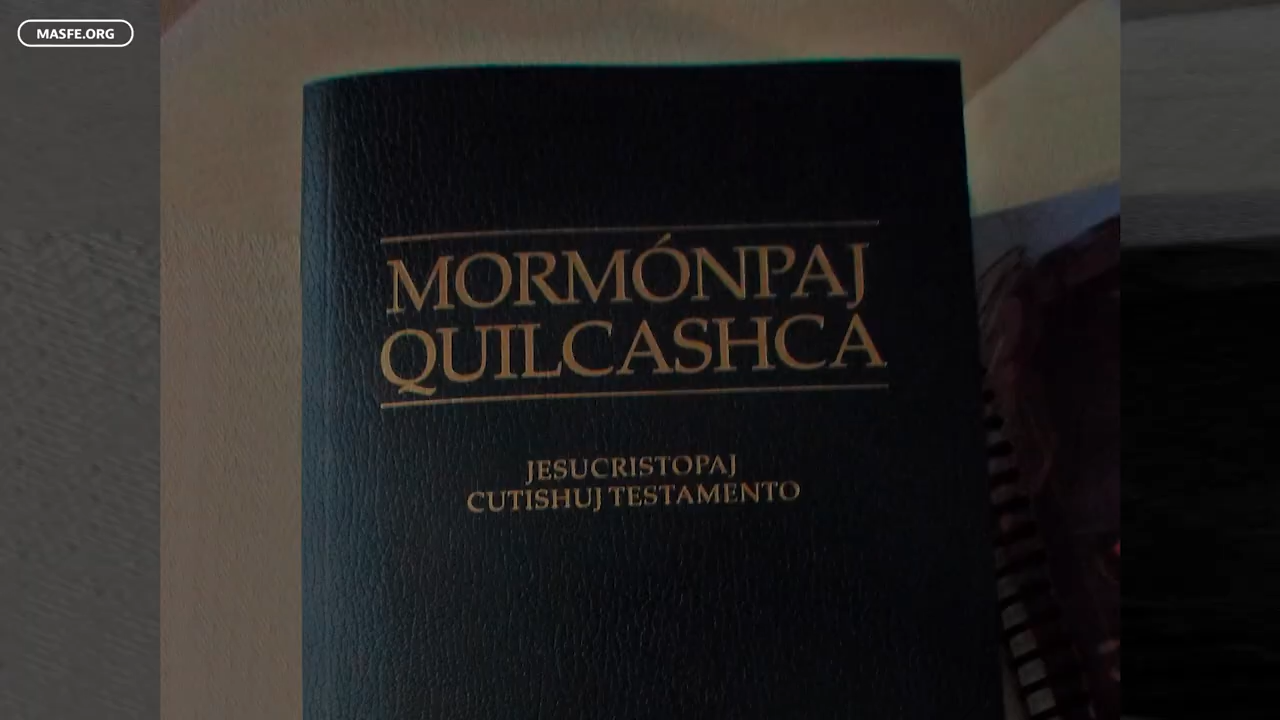 MASFE.ORG
MORMÓNPAJ
QUILCASHCA
JESUCRISTOPAJ
CUTISHUJ TESTAMENTO